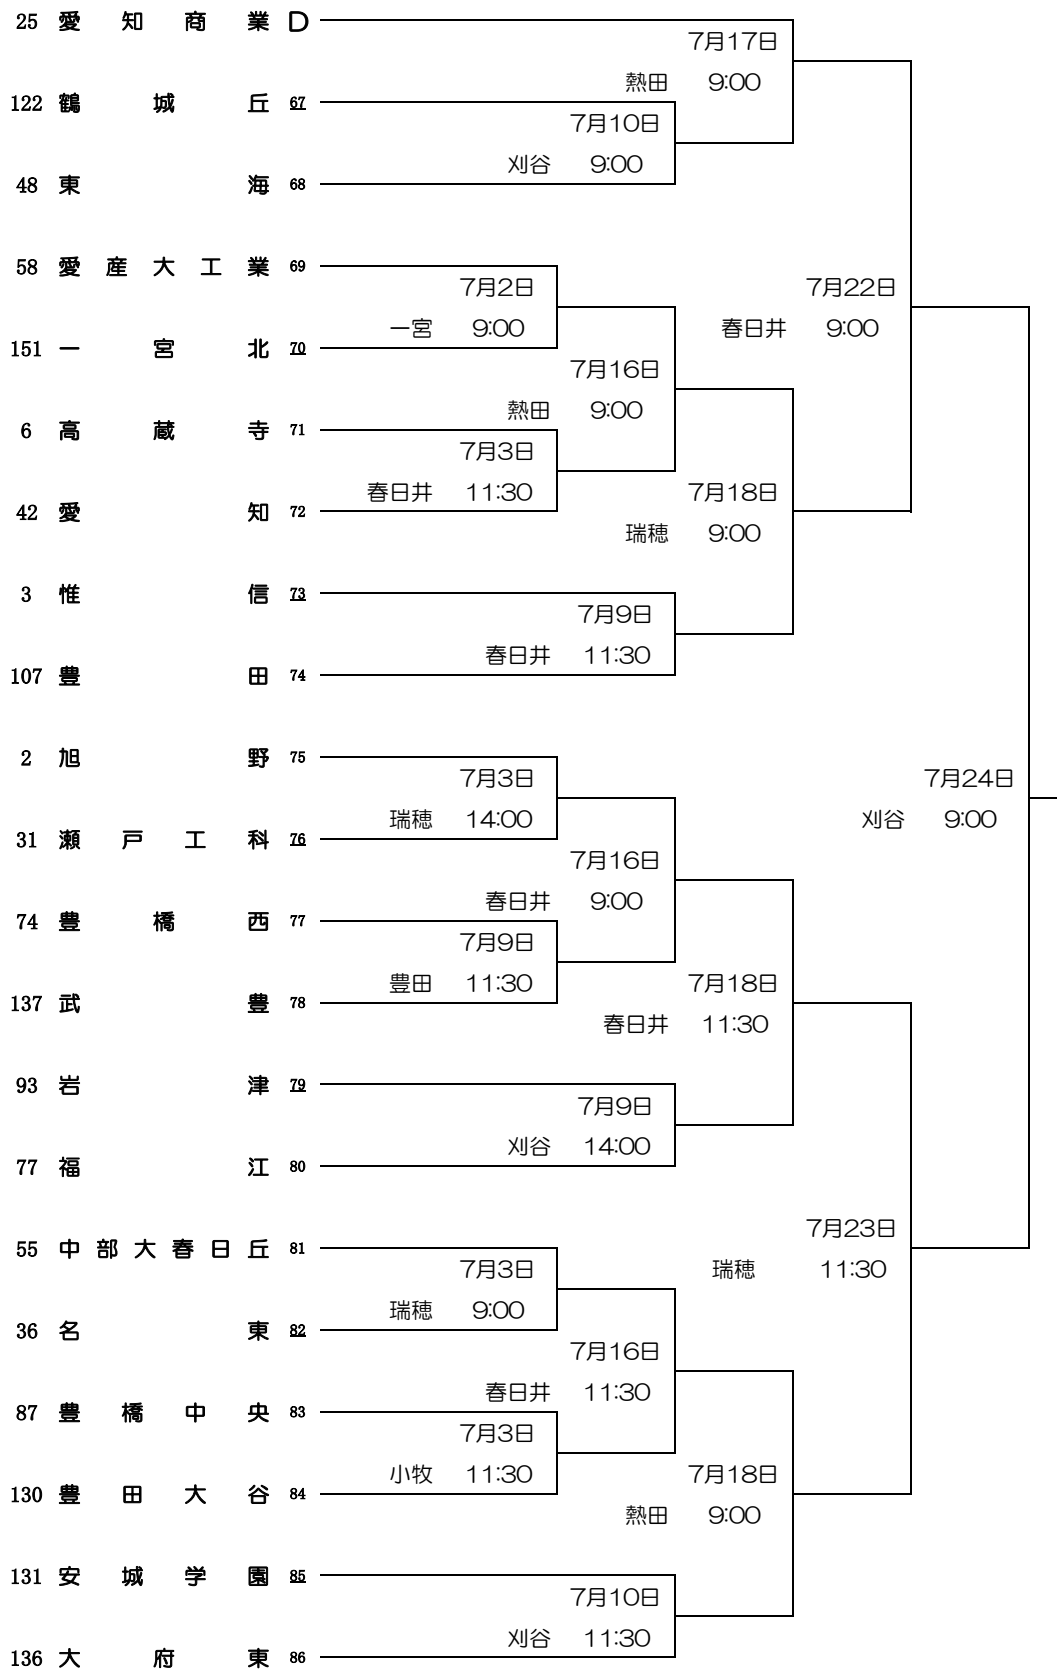 25 愛知商業 D
7月17日
熱田 9:00
122 鶴城丘 67
7月10日
刈谷 9:00
48 東海 68
58 愛産大工業 69
7月2日 7月22日
一宮 9:00 春日井 9:00
151 一宮北 70
7月16日
熱田 9:00
6 高蔵寺 71
7月3日
春日井 11:30 7月18日
42 愛知 72
瑞穂 9:00
3 惟信 73
7月9日
春日井 11:30
107 豊田 74
2 旭野 75
7月3日 7月24日
瑞穂 14:00 刈谷 9:00
31 瀬戸工科 76
7月16日
春日井 9:00
74 豊橋西 77
7月9日
豊田 11:30 7月18日
137 武豊 78
春日井 11:30
93 岩津 79
7月9日
刈谷 14:00
77 福江 80
7月23日
55 中部大春日丘 81
7月3日 瑞穂 11:30
瑞穂 9:00
36 名東 82
7月16日
春日井 11:30
87 豊橋中央 83
7月3日
小牧 11:30 7月18日
130 豊田大谷 84
熱田 9:00
131 安城学園 85
7月10日
刈谷 11:30
136 大府東 86